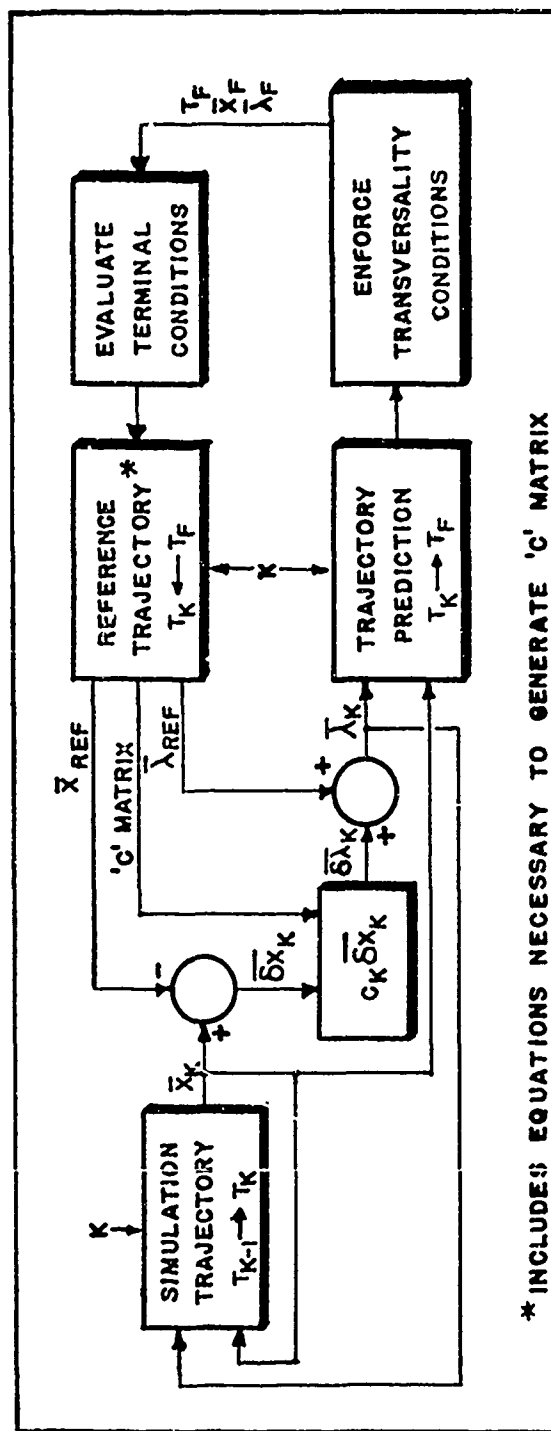 K
SIMULATION
TRAJECTORY
T_{K-1} → T_K
X̅_K
+
-
X̅_REF
'C' MATRIX
λ̅_REF
δX̅_K
C_K δX̅_K
δλ̅_K
+
+
λ̅_K
REFERENCE
TRAJECTORY*
T_K ← T_F
K
TRAJECTORY
PREDICTION
T_K → T_F
EVALUATE
TERMINAL
CONDITIONS
T_F
X̅_F
λ̅_F
ENFORCE
TRANSVERSALITY
CONDITIONS
*INCLUDES EQUATIONS NECESSARY TO GENERATE 'C' MATRIX